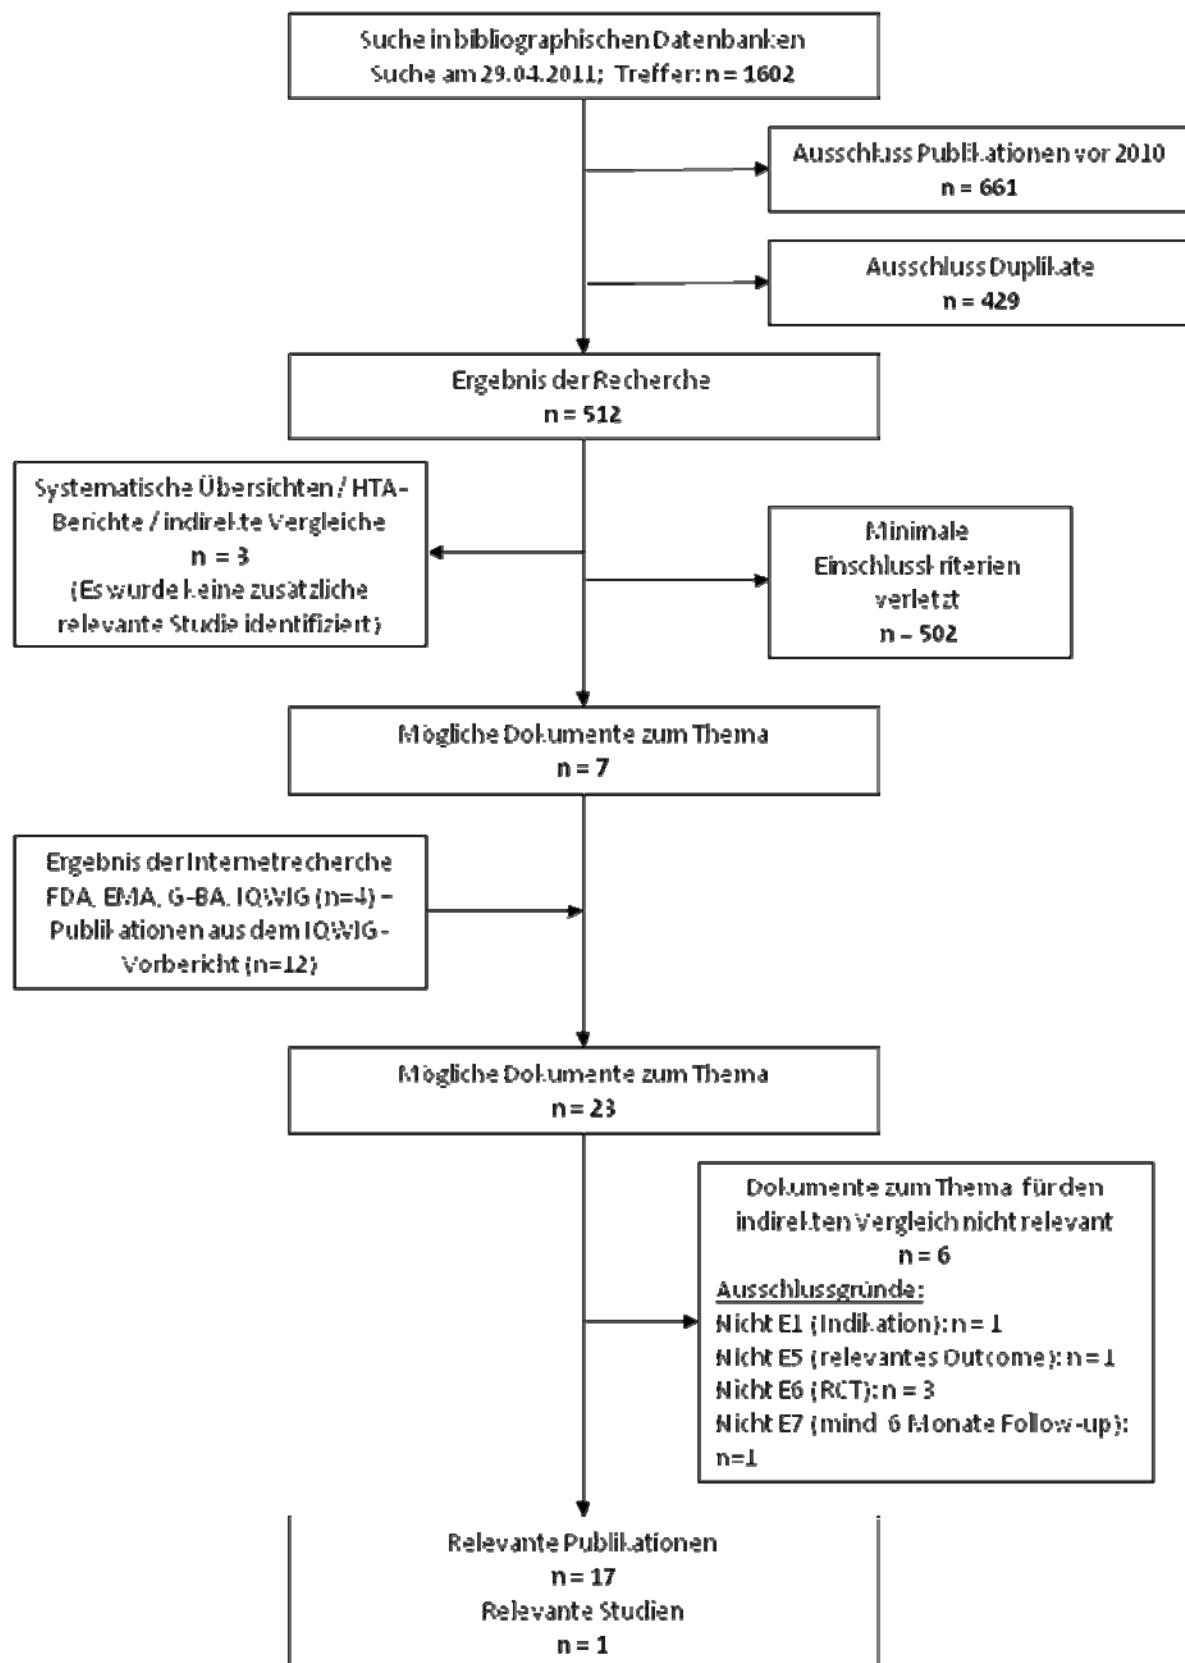 Suche in bibliographischen Datenbanken
Suche am 29.04.2011; Treffer: n = 1602
Ausschluss Publikationen vor 2010
n = 661
Ausschluss Duplikate
n = 429
Ergebnis der Recherche
n = 512
Systematische Übersichten / HTA-
Berichte / indirekte Vergleiche
n = 3
(Es wurde keine zusätzliche
relevante Studie identifiziert)
Minimale
Einschlusskriterien
verletzt
n = 502
Mögliche Dokumente zum Thema
n = 7
Ergebnis der Internetrecherche
FDA, EMA, G-BA, IQWIG (n=4) –
Publikationen aus dem IQWIG-
Vorbericht (n=12)
Mögliche Dokumente zum Thema
n = 23
Dokumente zum Thema für den
indirekten Vergleich nicht relevant
n = 6
Ausschlussgründe:
Nicht E1 (Indikation): n = 1
Nicht E5 (relevantes Outcome): n = 1
Nicht E6 (RCT): n = 3
Nicht E7 (mind 6 Monate Follow-up):
n=1
Relevante Publikationen
n = 17
Relevante Studien
n = 1